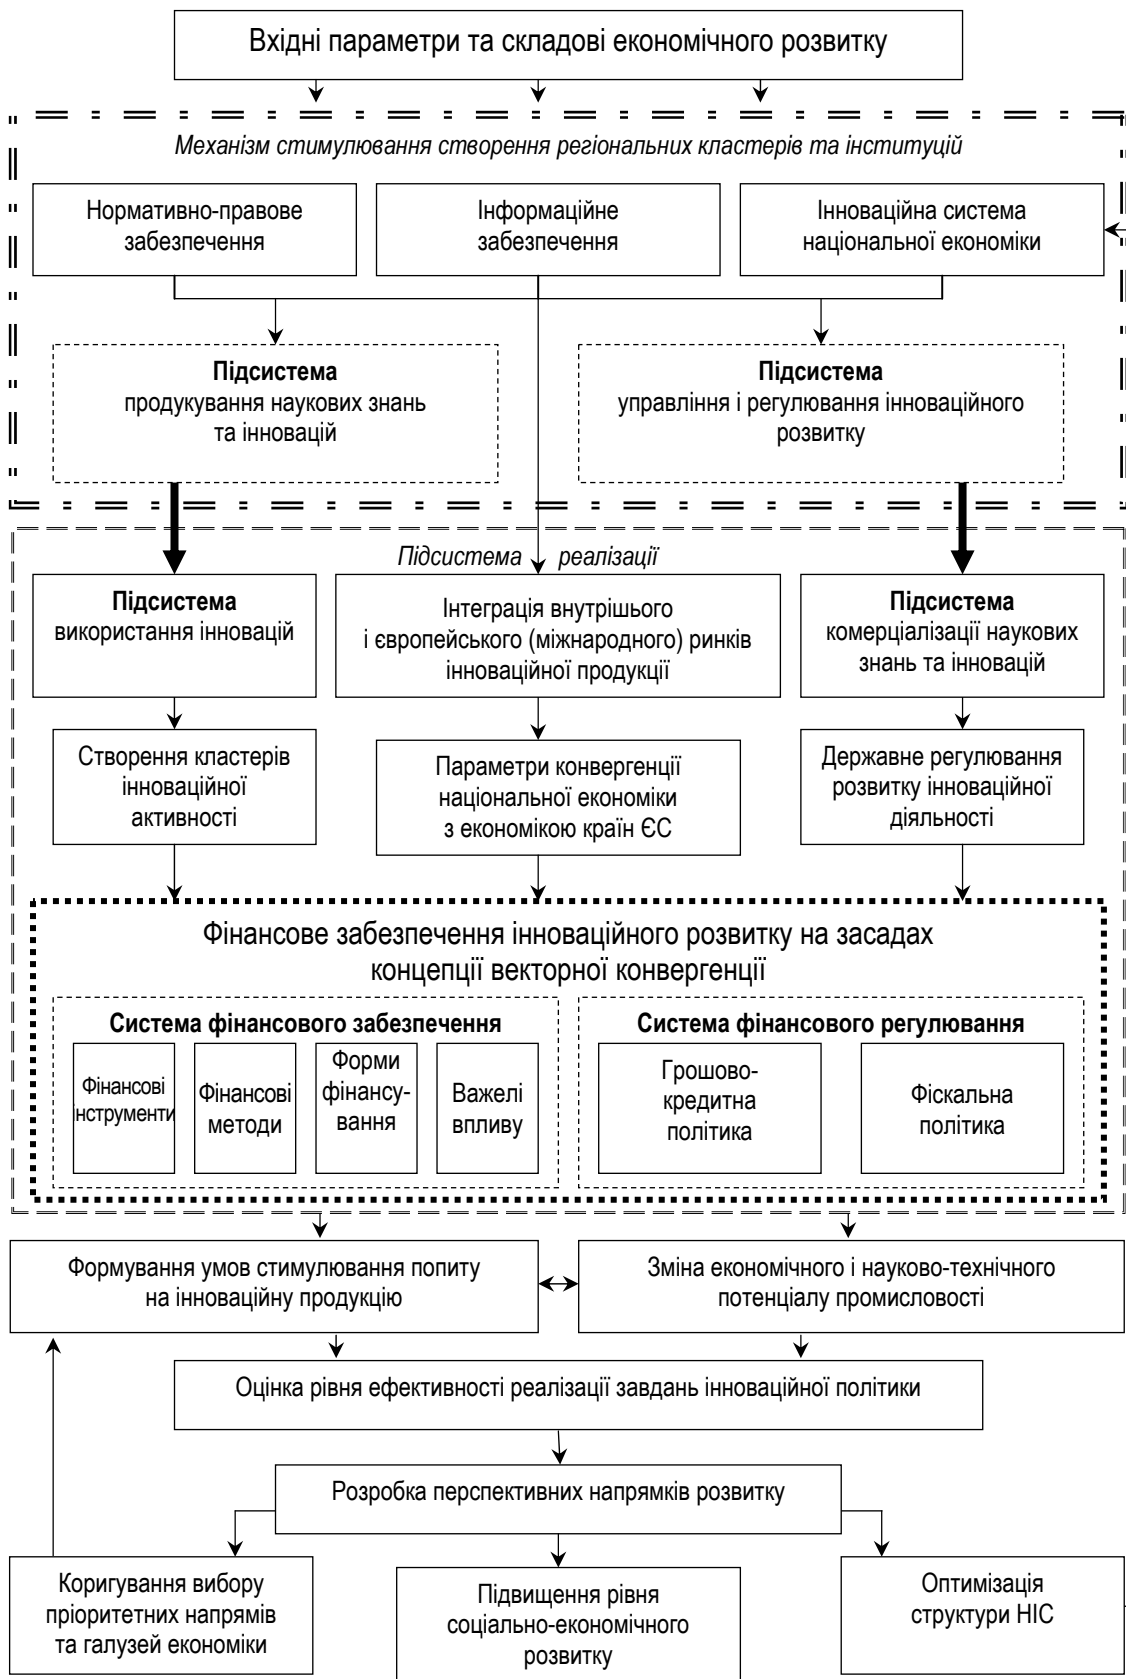 Вхідні параметри та складові економічного розвитку
Механізм стимулювання створення регіональних кластерів та інституцій
Нормативно-правове
забезпечення
Інформаційне
забезпечення
Інноваційна система
національної економіки
Підсистема
продукування наукових знань
та інновацій
Підсистема
управління і регулювання інноваційного
розвитку
Підсистема реалізації
Підсистема
використання інновацій
Інтеграція внутрішього
і європейського (міжнародного) ринків
інноваційної продукції
Підсистема
комерціалізації наукових
знань та інновацій
Створення кластерів
інноваційної
активності
Параметри конвергенції
національної економіки
з економікою країн ЄС
Державне регулювання
розвитку інноваційної
діяльності
Фінансове забезпечення інноваційного розвитку на засадах
концепції векторної конвергенції
Система фінансового забезпечення
Фінансові
інструменти
Фінансові
методи
Форми
фінансу-
вання
Важелі
впливу
Система фінансового регулювання
Грошово-
кредитна
політика
Фіскальна
політика
Формування умов стимулювання попиту
на інноваційну продукцію
Зміна економічного і науково-технічного
потенціалу промисловості
Оцінка рівня ефективності реалізації завдань інноваційної політики
Розробка перспективних напрямків розвитку
Коригування вибору
пріоритетних напрямів
та галузей економіки
Підвищення рівня
соціально-економічного
розвитку
Оптимізація
структури НІС